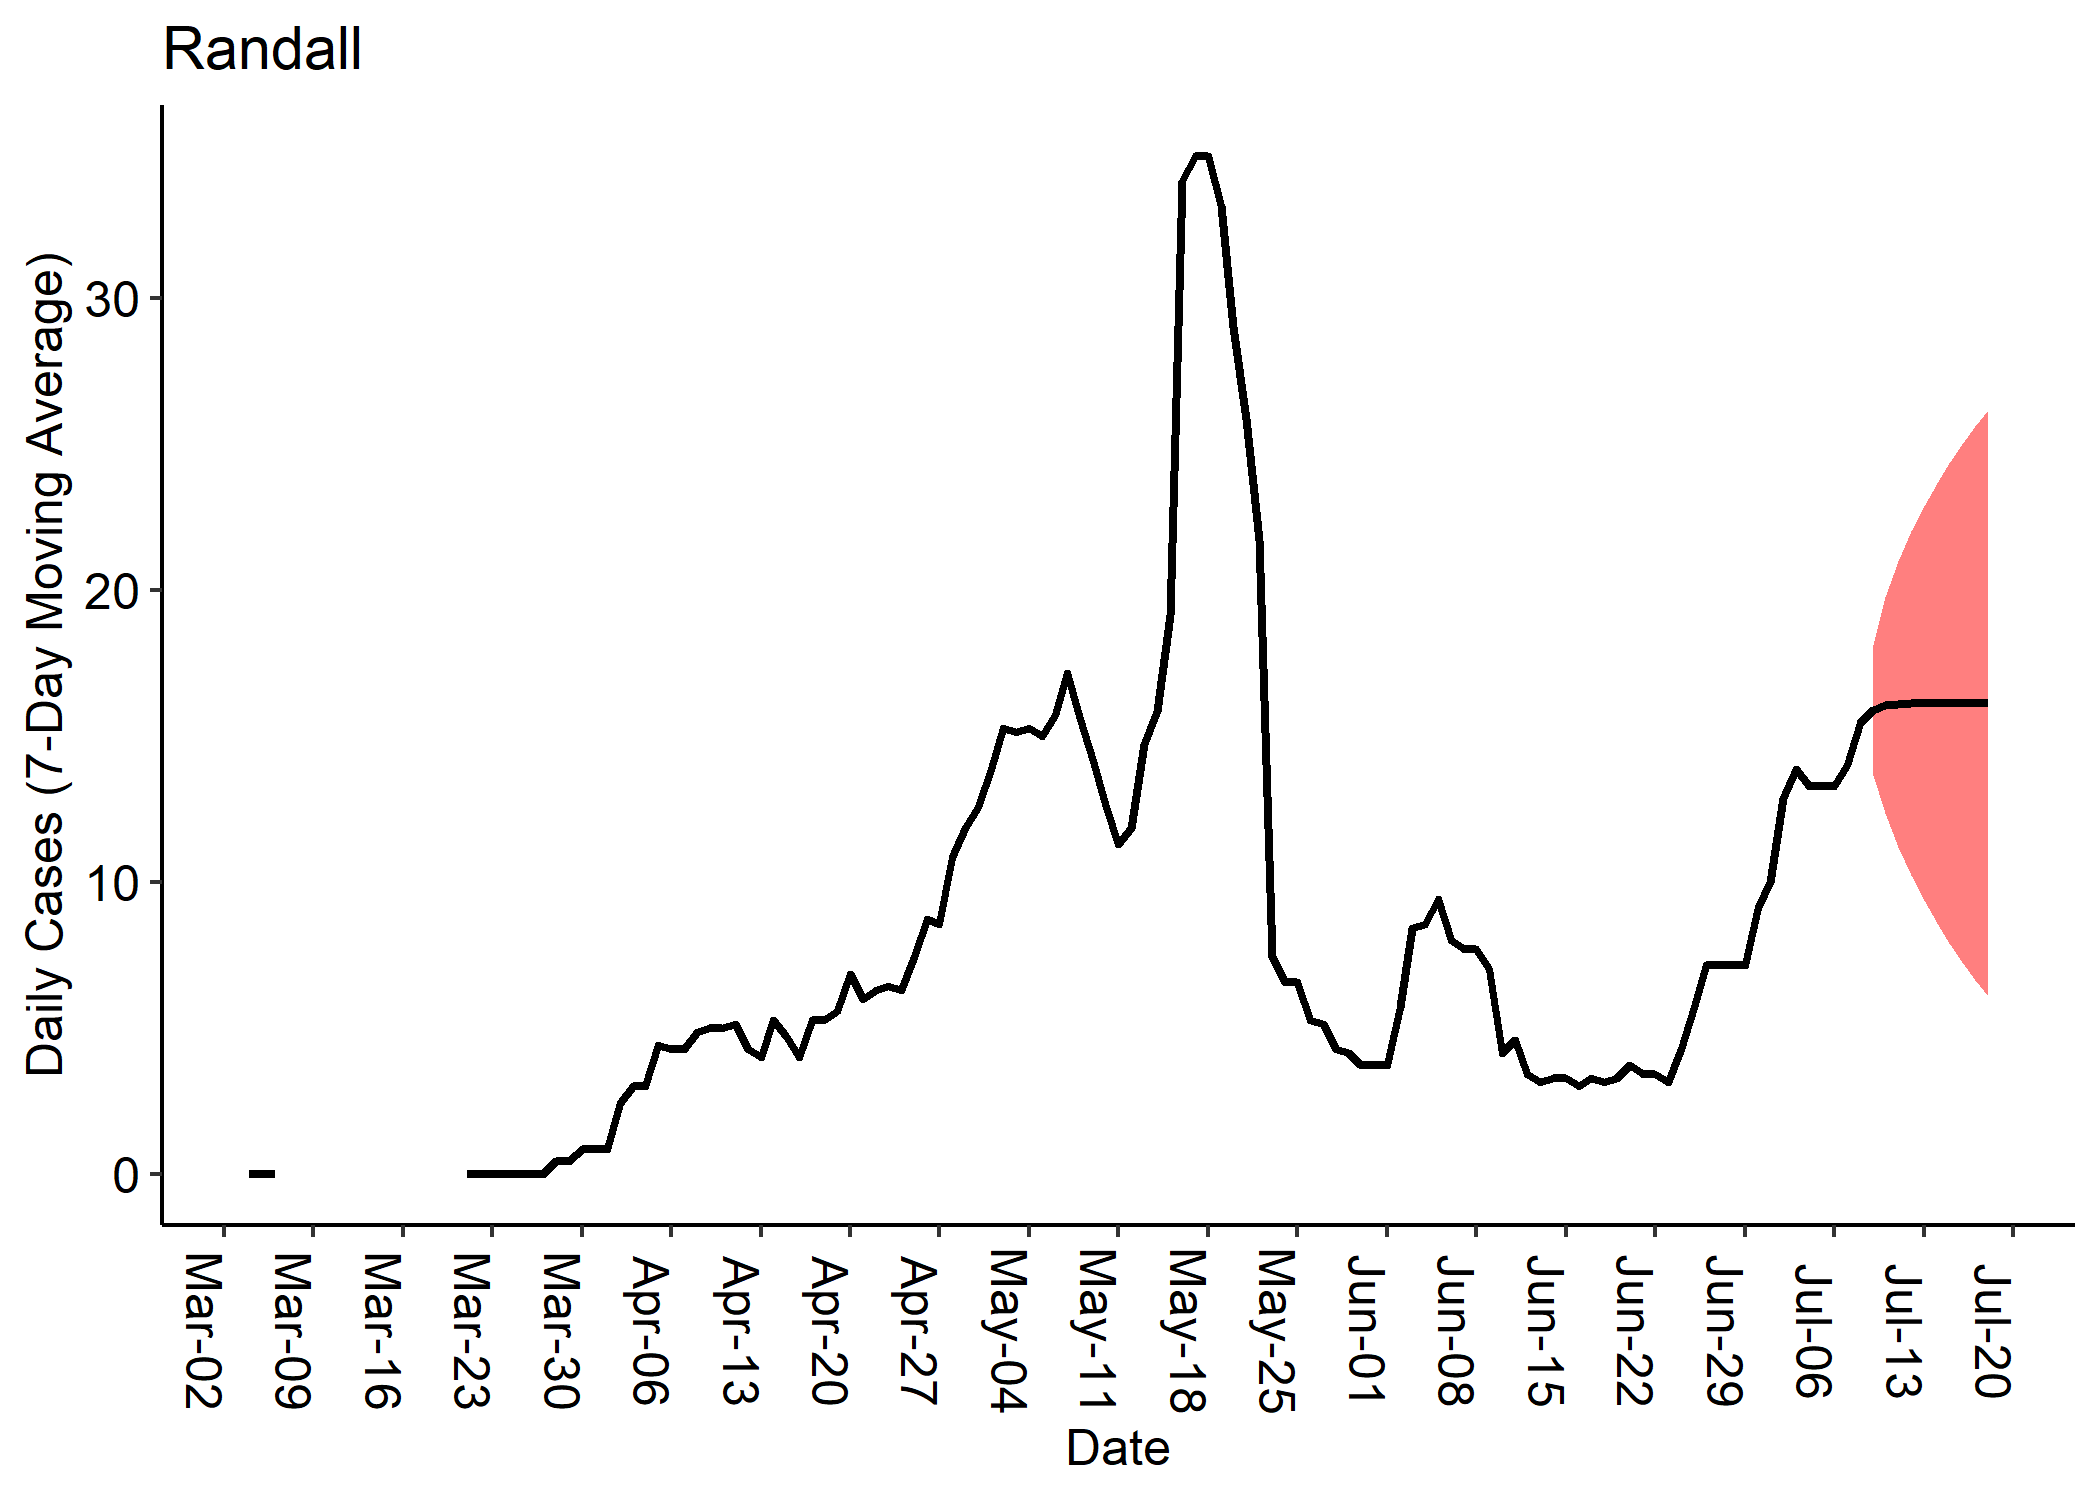 Randall
Daily Cases (7-Day Moving Average)
30
20
10
0
Mar-02
Mar-09
Mar-16
Mar-23
Mar-30
Apr-06
Apr-13
Apr-20
Apr-27
May-04
May-11
May-18
May-25
Jun-01
Jun-08
Jun-15
Jun-22
Jun-29
Jul-06
Jul-13
Jul-20
Date